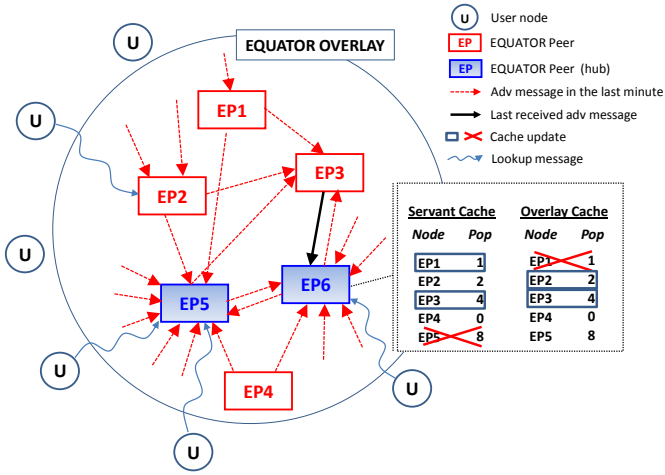 U User node
EP EQUATOR Peer
EP EQUATOR Peer (hub)
Adv message in the last minute
Last received adv message
Cache update
Lookup message
EQUATOR OVERLAY
U
U
U
U
U
U
EP1
EP2
EP3
EP5
EP6
EP4
Servant Cache Overlay Cache
Node Pop Node Pop
EP1 1 EP1 1
EP2 2 EP2 2
EP3 4 EP3 4
EP4 0 EP4 0
EP5 8 EP5 8